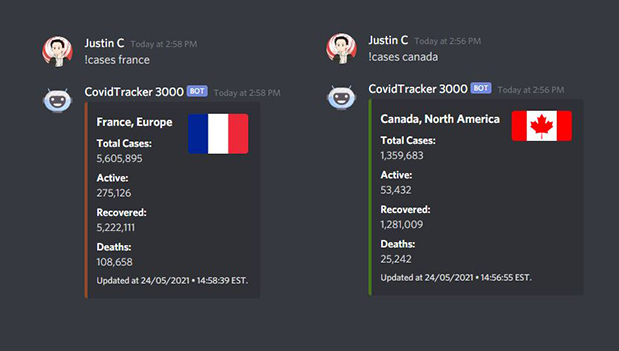 Justin C Today at 2:58 PM
!cases france
CovidTracker 3000 BOT Today at 2:58 PM
France, Europe
Total Cases:
5,605,895
Active:
275,126
Recovered:
5,222,111
Deaths:
108,658
Updated at 24/05/2021 • 14:58:39 EST.
Justin C Today at 2:56 PM
!cases canada
CovidTracker 3000 BOT Today at 2:56 PM
Canada, North America
Total Cases:
1,359,683
Active:
53,432
Recovered:
1,281,009
Deaths:
25,242
Updated at 24/05/2021 • 14:56:55 EST.